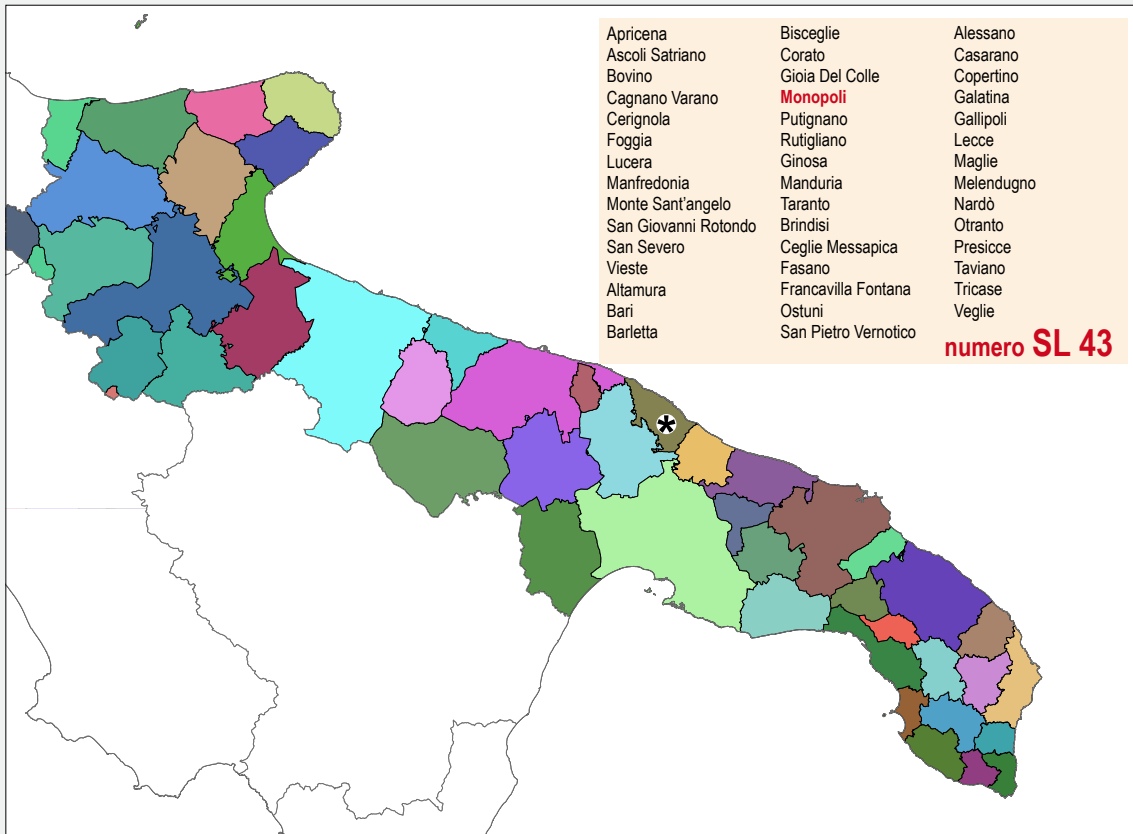 Apricena
Ascoli Satriano
Bovino
Cagnano Varano
Cerignola
Foggia
Lucera
Manfredonia
Monte Sant'angelo
San Giovanni Rotondo
San Severo
Vieste
Altamura
Bari
Barletta
Bisceglie
Corato
Gioia Del Colle
Monopoli
Putignano
Rutigliano
Ginosa
Manduria
Taranto
Brindisi
Ceglie Messapica
Fasano
Francavilla Fontana
Ostuni
San Pietro Vernotico
Alessano
Casarano
Copertino
Galatina
Gallipoli
Lecce
Maglie
Melendugno
Nardò
Otranto
Presicce
Taviano
Tricase
Veglie
numero SL 43
*